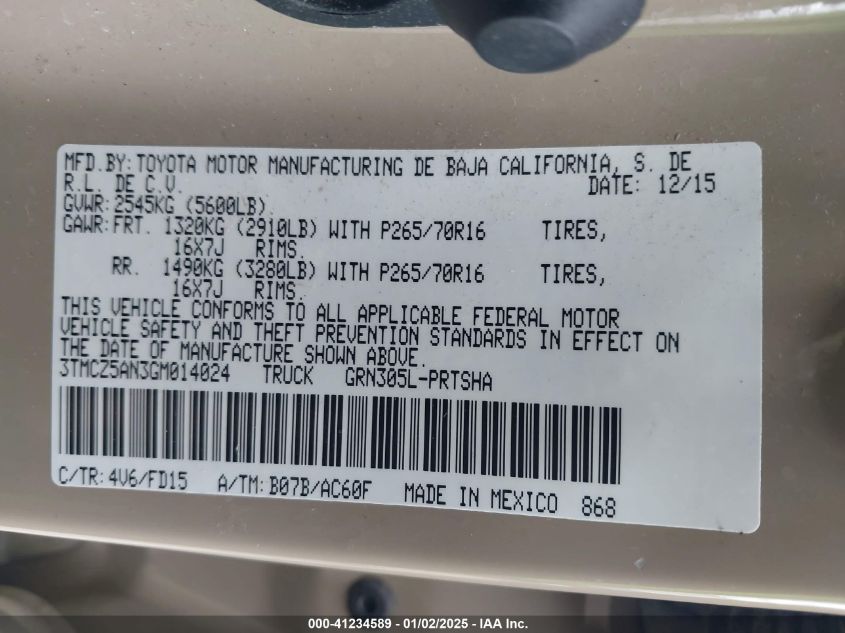 MFD.BY: TOYOTA MOTOR MANUFACTURING DE BAJA CALIFORNIA, S. DE
R.L. DE C.V. DATE: 12/15
GVWR: 2545KG (5600LB)
GAWR: FRT. 1320KG (2910LB) WITH P265/70R16 TIRES,
16X7J RIMS.
RR. 1490KG (3280LB) WITH P265/70R16 TIRES,
16X7J RIMS.
THIS VEHICLE CONFORMS TO ALL APPLICABLE FEDERAL MOTOR
VEHICLE SAFETY AND THEFT PREVENTION STANDARDS IN EFFECT ON
THE DATE OF MANUFACTURE SHOWN ABOVE.
3TMCZ5AN3GM014024 TRUCK GRN305L-PRTSHA
C/TR: 4V6/FD15 A/TM: B07B/AC60F MADE IN MEXICO 868
000-41234589 - 01/02/2025 - IAA Inc.